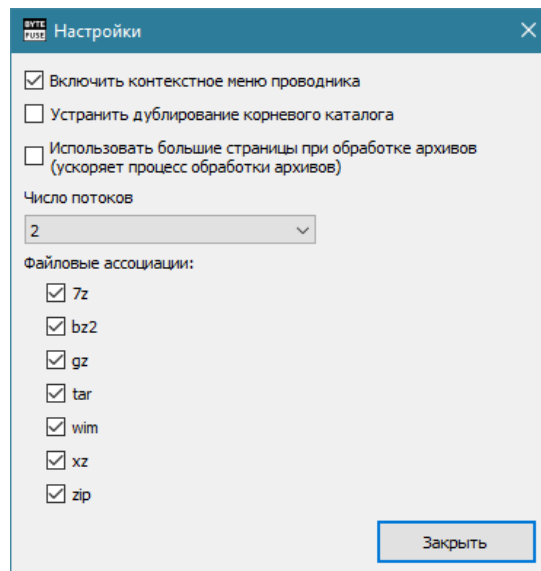 BYTE
FUSE
Настройки
Включить контекстное меню проводника
Устранить дублирование корневого каталога
Использовать большие страницы при обработке архивов
(ускоряет процесс обработки архивов)
Число потоков
2
Файловые ассоциации:
7z
bz2
gz
tar
wim
xz
zip
Закрыть